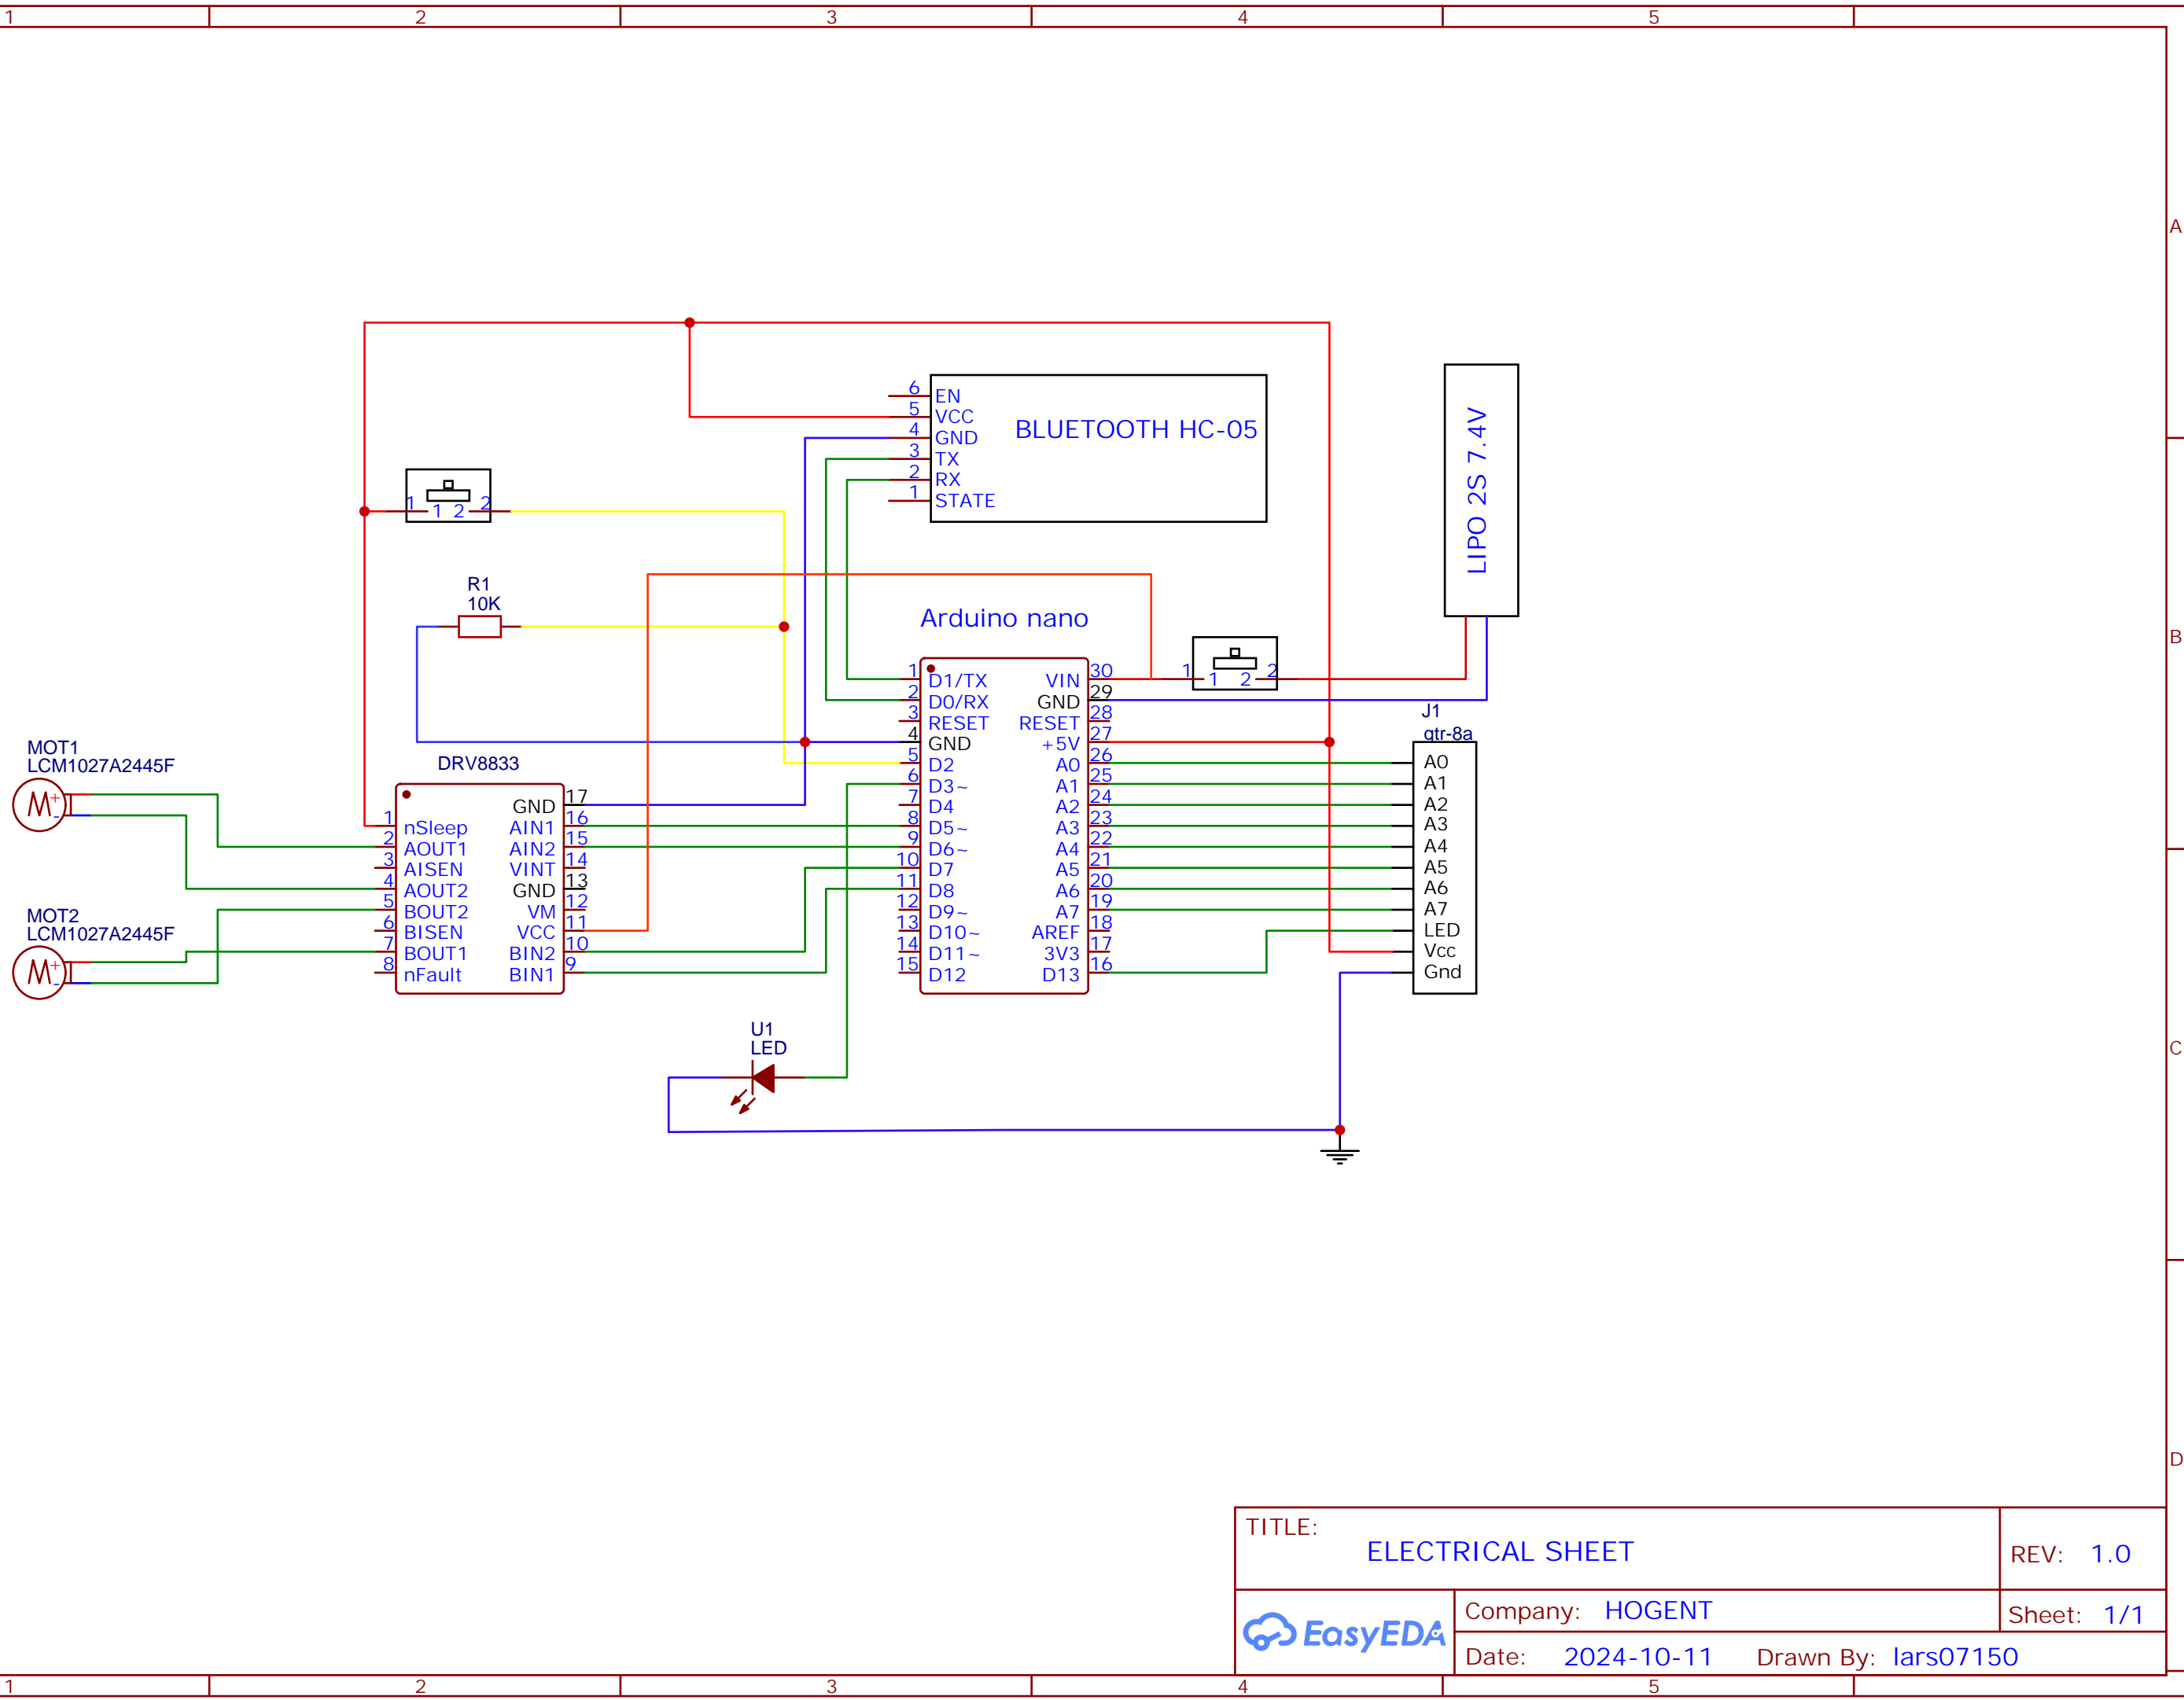 1 2 3 4 5
A
B
C
D
6 EN
5 VCC
4 GND
3 TX
2 RX
1 STATE
BLUETOOTH HC-05
LIPO 2S 7.4V
1 1 2 2
R1
10K
Arduino nano
1 D1/TX
2 D0/RX
3 RESET
4 GND
5 D2
6 D3~
7 D4
8 D5~
9 D6~
10 D7
11 D8
12 D9~
13 D10~
14 D11~
15 D12
VIN 30
GND 29
RESET 28
+5V 27
A0 26
A1 25
A2 24
A3 23
A4 22
A5 21
A6 20
A7 19
AREF 18
3V3 17
D13 16
1 1 2 2
J1
qtr-8a
A0
A1
A2
A3
A4
A5
A6
A7
LED
Vcc
Gnd
MOT1
LCM1027A2445F
M + -
MOT2
LCM1027A2445F
M + -
DRV8833
1 nSleep
2 AOUT1
3 AISEN
4 AOUT2
5 BOUT2
6 BISEN
7 BOUT1
8 nFault
GND 17
AIN1 16
AIN2 15
VINT 14
GND 13
VM 12
VCC 11
BIN2 10
BIN1 9
U1
LED
TITLE:
ELECTRICAL SHEET
REV: 1.0
EasyEDA
Company: HOGENT
Sheet: 1/1
Date: 2024-10-11 Drawn By: lars07150
1 2 3 4 5